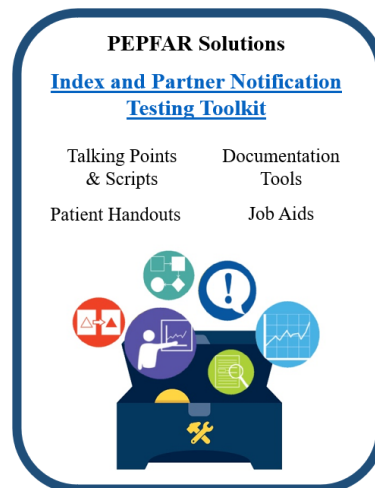 PEPFAR Solutions
Index and Partner Notification
Testing Toolkit
Talking Points
& Scripts
Documentation
Tools
Patient Handouts
Job Aids